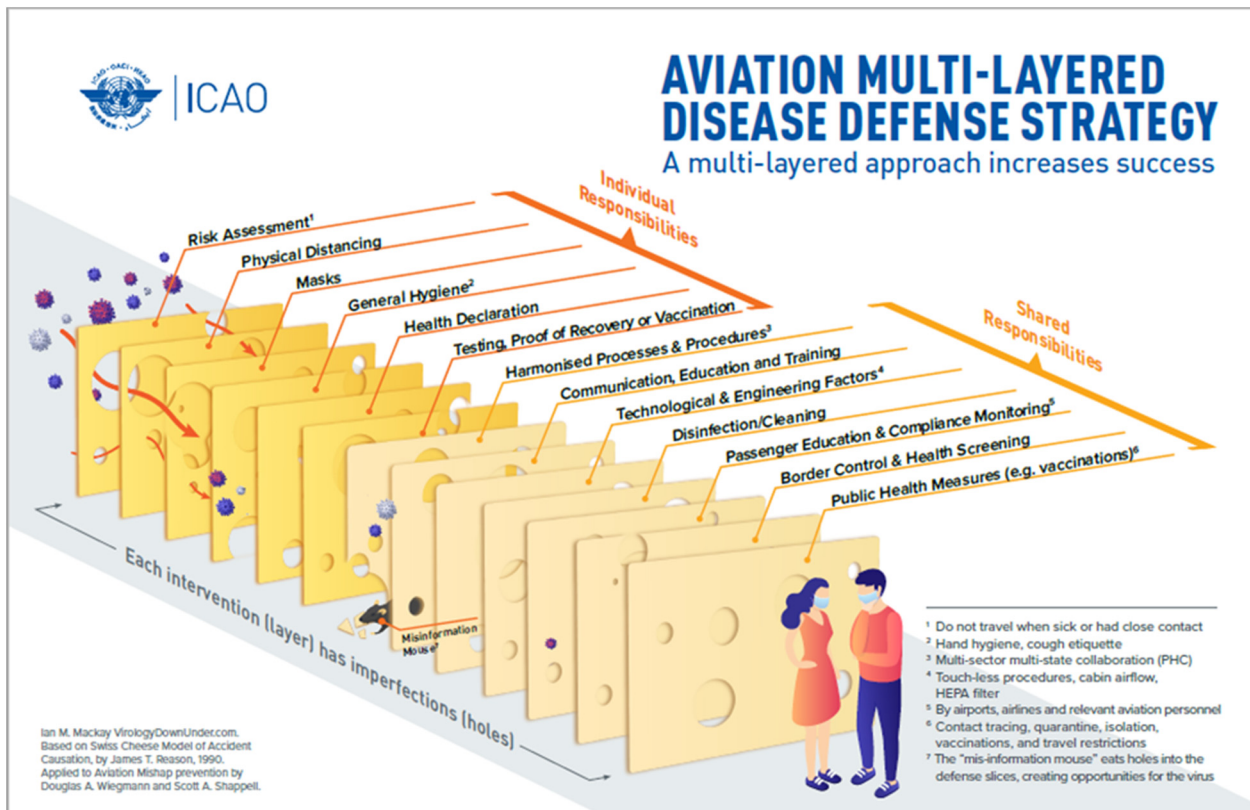 ICAO · OACI · ИКАО
ICAO
AVIATION MULTI-LAYERED
DISEASE DEFENSE STRATEGY
A multi-layered approach increases success
Individual
Responsibilities
Risk Assessment¹
Physical Distancing
Masks
General Hygiene²
Health Declaration
Testing, Proof of Recovery or Vaccination
Shared
Responsibilities
Harmonised Processes & Procedures³
Communication, Education and Training
Technological & Engineering Factors⁴
Disinfection/Cleaning
Passenger Education & Compliance Monitoring⁵
Border Control & Health Screening
Public Health Measures (e.g. vaccinations)⁶
Misinformation
Mouse⁷
Each intervention (layer) has imperfections (holes)
¹ Do not travel when sick or had close contact
² Hand hygiene, cough etiquette
³ Multi-sector multi-state collaboration (PHC)
⁴ Touch-less procedures, cabin airflow,
HEPA filter
⁵ By airports, airlines and relevant aviation personnel
⁶ Contact tracing, quarantine, isolation,
vaccinations, and travel restrictions
⁷ The “mis-information mouse” eats holes into the
defense slices, creating opportunities for the virus
Ian M. Mackay VirologyDownUnder.com.
Based on Swiss Cheese Model of Accident
Causation, by James T. Reason, 1990.
Applied to Aviation Mishap prevention by
Douglas A. Wiegmann and Scott A. Shappell.